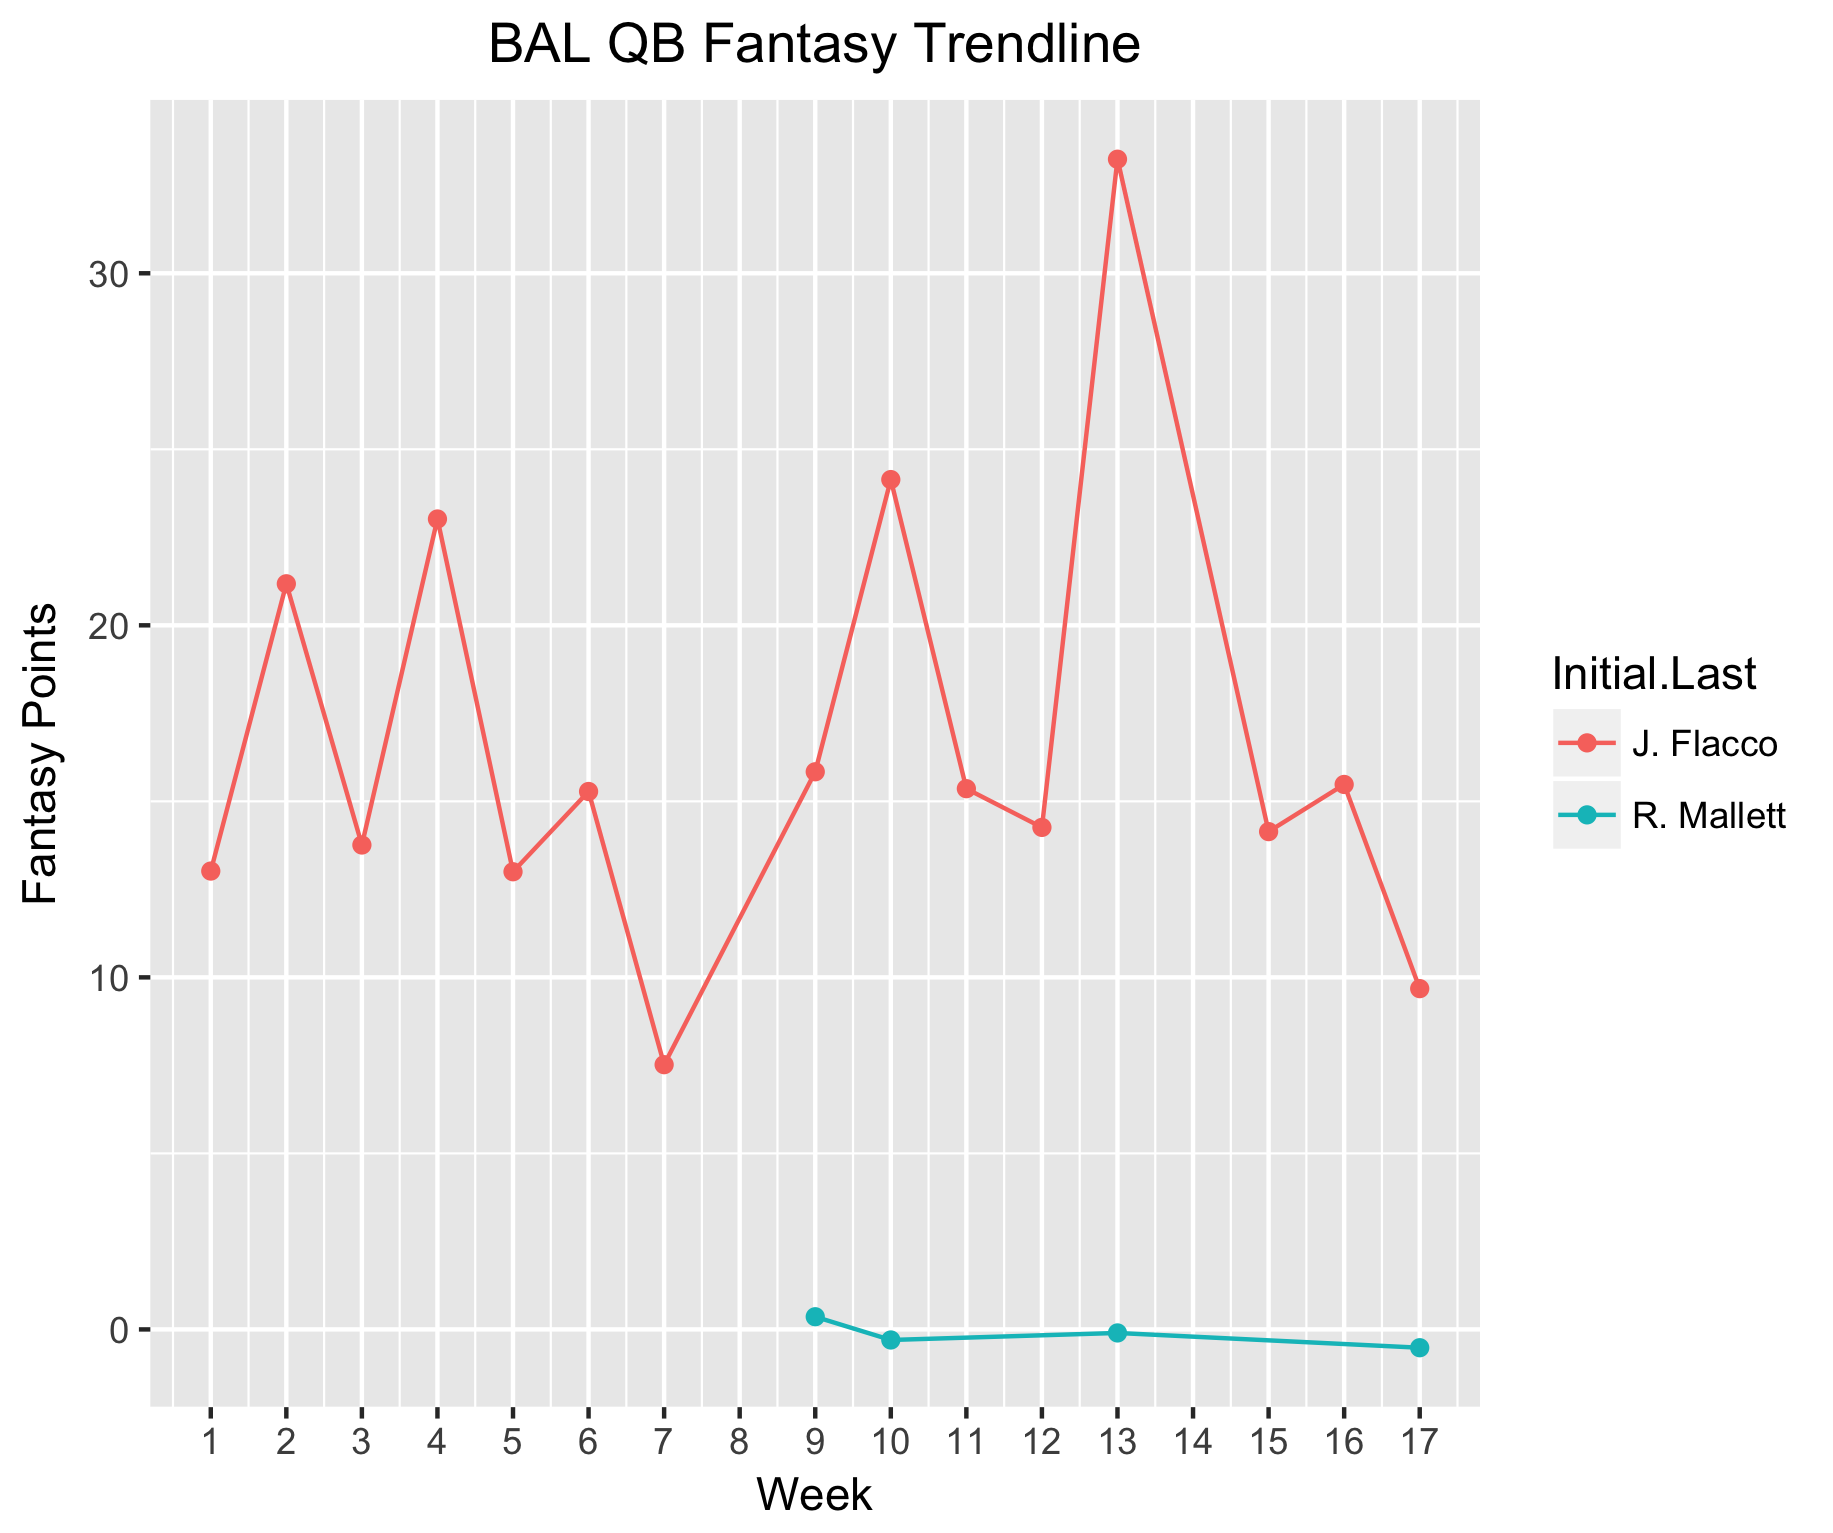 BAL QB Fantasy Trendline
Fantasy Points
30
20
10
0
1 2 3 4 5 6 7 8 9 10 11 12 13 14 15 16 17
Week
Initial.Last
J. Flacco
R. Mallett